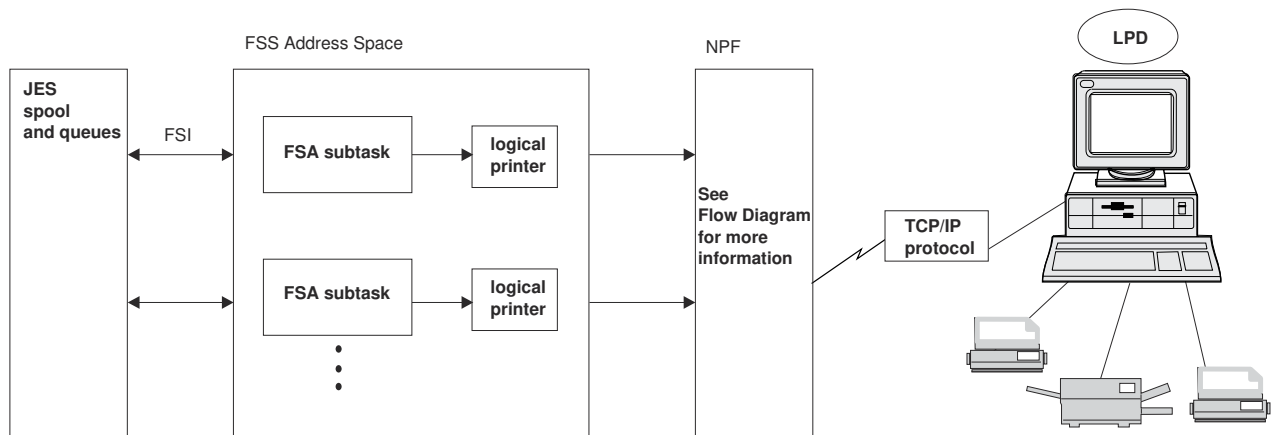 FSS Address Space
NPF
LPD
JES
spool
and queues
FSI
FSA subtask
logical
printer
See
Flow Diagram
for more
information
TCP/IP
protocol
FSA subtask
logical
printer